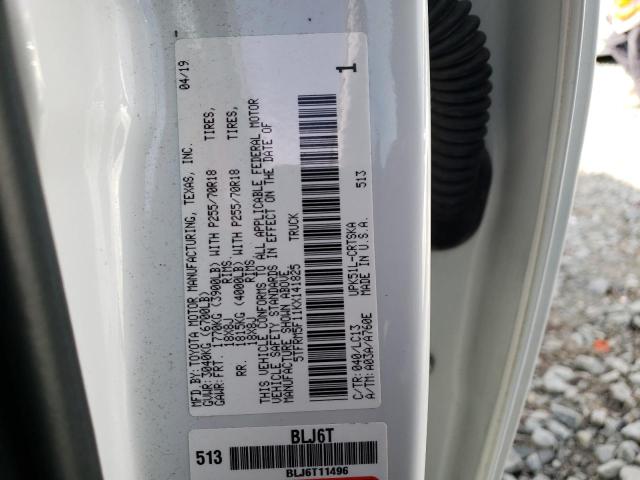 MFD.BY: TOYOTA MOTOR MANUFACTURING, TEXAS, INC. 04/19
GVWR: 3040KG (6700LB)
GAWR: FRT. 1770KG (3900LB) WITH P255/70R18 TIRES,
18X8J RIMS
RR. 1815KG (4000LB) WITH P255/70R18 TIRES,
18X8J RIMS
THIS VEHICLE CONFORMS TO ALL APPLICABLE FEDERAL MOTOR
VEHICLE SAFETY STANDARDS IN EFFECT ON THE DATE OF
MANUFACTURE SHOWN ABOVE.
5TFRM5F11KX141825 TRUCK
1
C/TR: 040/LC13 UPK51L-CRTSKA 513
A/TM: A03A/A760E MADE IN U.S.A.
BLJ6T
513
BLJ6T11496